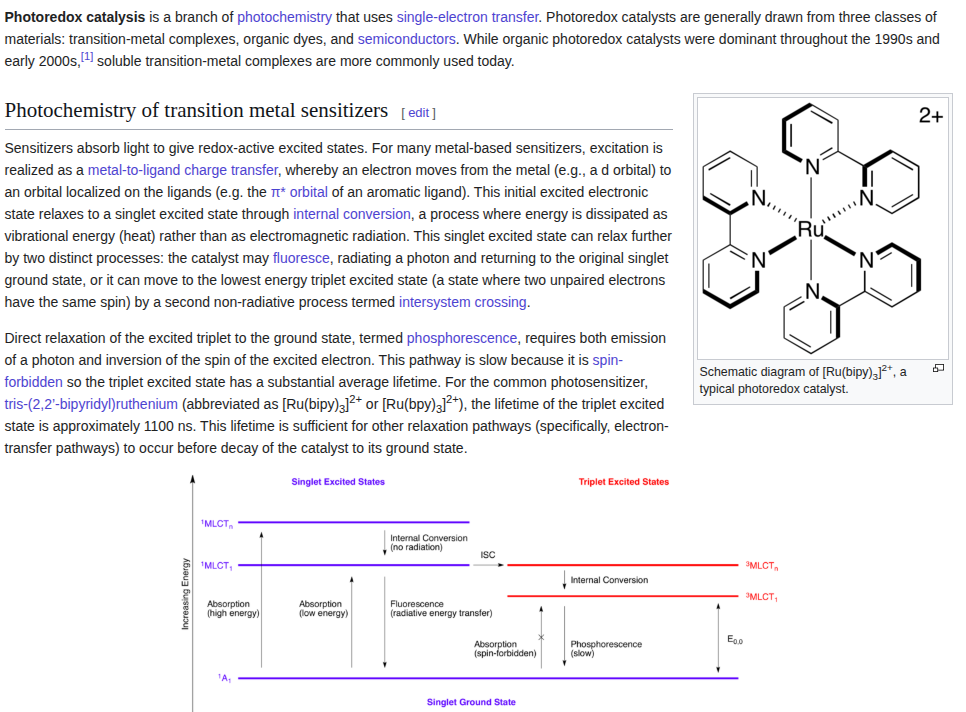 Photoredox catalysis is a branch of photochemistry that uses single-electron transfer. Photoredox catalysts are generally drawn from three classes of
materials: transition-metal complexes, organic dyes, and semiconductors. While organic photoredox catalysts were dominant throughout the 1990s and
early 2000s,[1] soluble transition-metal complexes are more commonly used today.
Photochemistry of transition metal sensitizers [ edit ]
Sensitizers absorb light to give redox-active excited states. For many metal-based sensitizers, excitation is
realized as a metal-to-ligand charge transfer, whereby an electron moves from the metal (e.g., a d orbital) to
an orbital localized on the ligands (e.g. the π* orbital of an aromatic ligand). This initial excited electronic
state relaxes to a singlet excited state through internal conversion, a process where energy is dissipated as
vibrational energy (heat) rather than as electromagnetic radiation. This singlet excited state can relax further
by two distinct processes: the catalyst may fluoresce, radiating a photon and returning to the original singlet
ground state, or it can move to the lowest energy triplet excited state (a state where two unpaired electrons
have the same spin) by a second non-radiative process termed intersystem crossing.
Direct relaxation of the excited triplet to the ground state, termed phosphorescence, requires both emission
of a photon and inversion of the spin of the excited electron. This pathway is slow because it is spin-
forbidden so the triplet excited state has a substantial average lifetime. For the common photosensitizer,
tris-(2,2'-bipyridyl)ruthenium (abbreviated as [Ru(bipy)3]2+ or [Ru(bpy)3]2+), the lifetime of the triplet excited
state is approximately 1100 ns. This lifetime is sufficient for other relaxation pathways (specifically, electron-
transfer pathways) to occur before decay of the catalyst to its ground state.
2+
N
N
N
Ru
N
N
N
Schematic diagram of [Ru(bipy)3]2+, a
typical photoredox catalyst.
Singlet Excited States
Triplet Excited States
1MLCTn
Internal Conversion
(no radiation)
ISC
1MLCT1
3MLCTn
Internal Conversion
3MLCT1
Increasing Energy
Absorption
(high energy)
Absorption
(low energy)
Fluorescence
(radiative energy transfer)
Absorption
(spin-forbidden)
Phosphorescence
(slow)
E0,0
1A1
Singlet Ground State